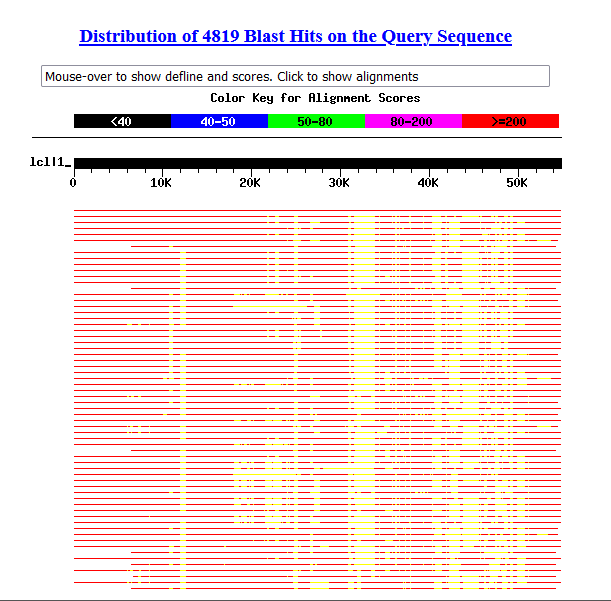 Distribution of 4819 Blast Hits on the Query Sequence
Mouse-over to show defline and scores. Click to show alignments
Color Key for Alignment Scores
<40 40-50 50-80 80-200 >=200
lcl|1_
0 10K 20K 30K 40K 50K